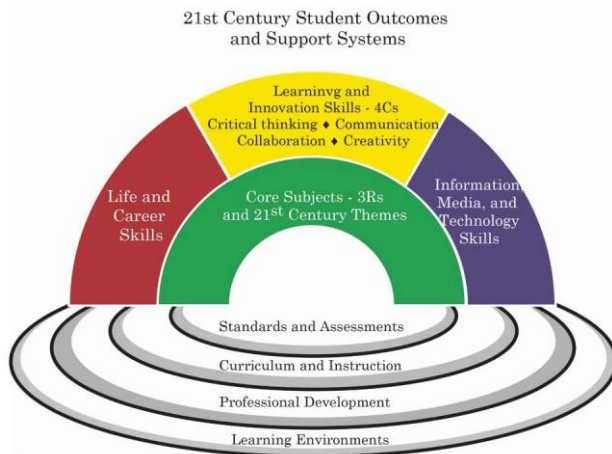 21st Century Student Outcomes
and Support Systems
Learninvg and
Innovation Skills - 4Cs
Critical thinking ♦ Communication
Collaboration ♦ Creativity
Life and
Career
Skills
Core Subjects - 3Rs
and 21st Century Themes
Information,
Media, and
Technology
Skills
Standards and Assessments
Curriculum and Instruction
Professional Development
Learning Environments